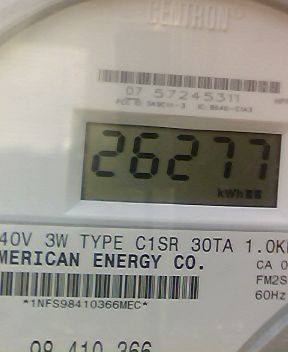 CENTRON®
07 57245311
26277
kWh
40V 3W TYPE C1SR 30TA 1.0K
MERICAN ENERGY CO.
CA 0
FM2S
60Hz
*1NFS98410366MEC*
98 410 366